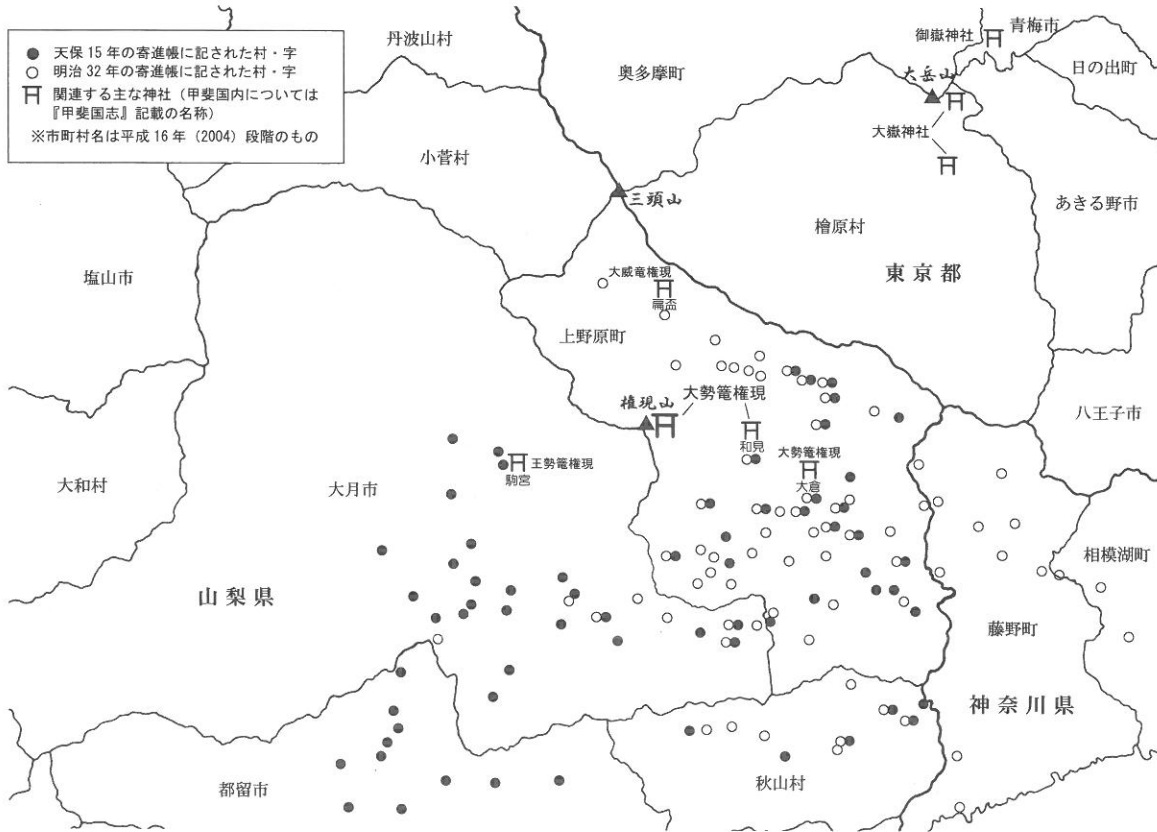 ● 天保15年の寄進帳に記された村・字
○ 明治32年の寄進帳に記された村・字
関連する主な神社（甲斐国内については
『甲斐国志』記載の名称）
※市町村名は平成16年（2004）段階のもの
丹波山村
奥多摩町
御嶽神社
青梅市
日の出町
大岳山
大嶽神社
小菅村
三頭山
あきる野市
檜原村
東京都
塩山市
大威竜権現
上野原町
大勢篭権現
権現山
八王子市
和見
大勢篭権現
大倉
王勢篭権現
駒宮
大和村
大月市
相模湖町
山梨県
藤野町
神奈川県
都留市
秋山村